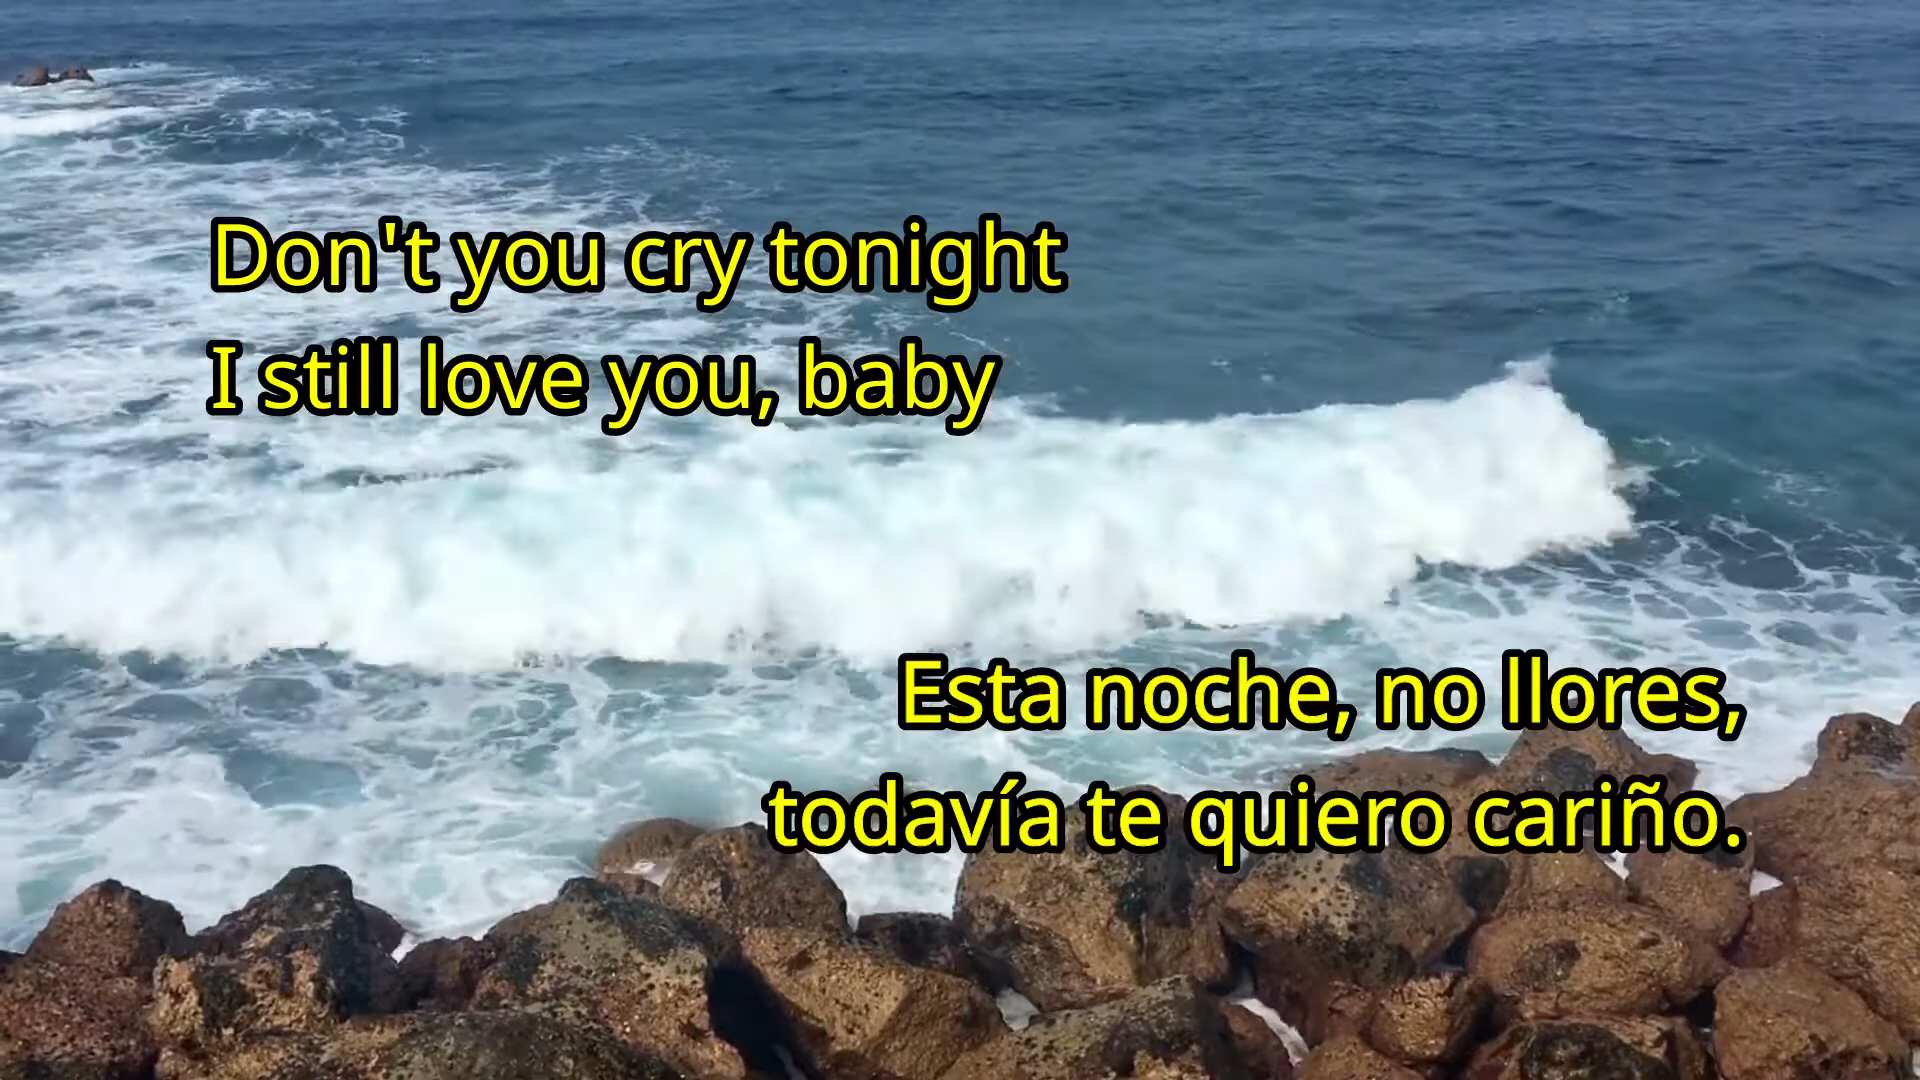 Don't you cry tonight
I still love you, baby
Esta noche, no llores,
todavía te quiero cariño.